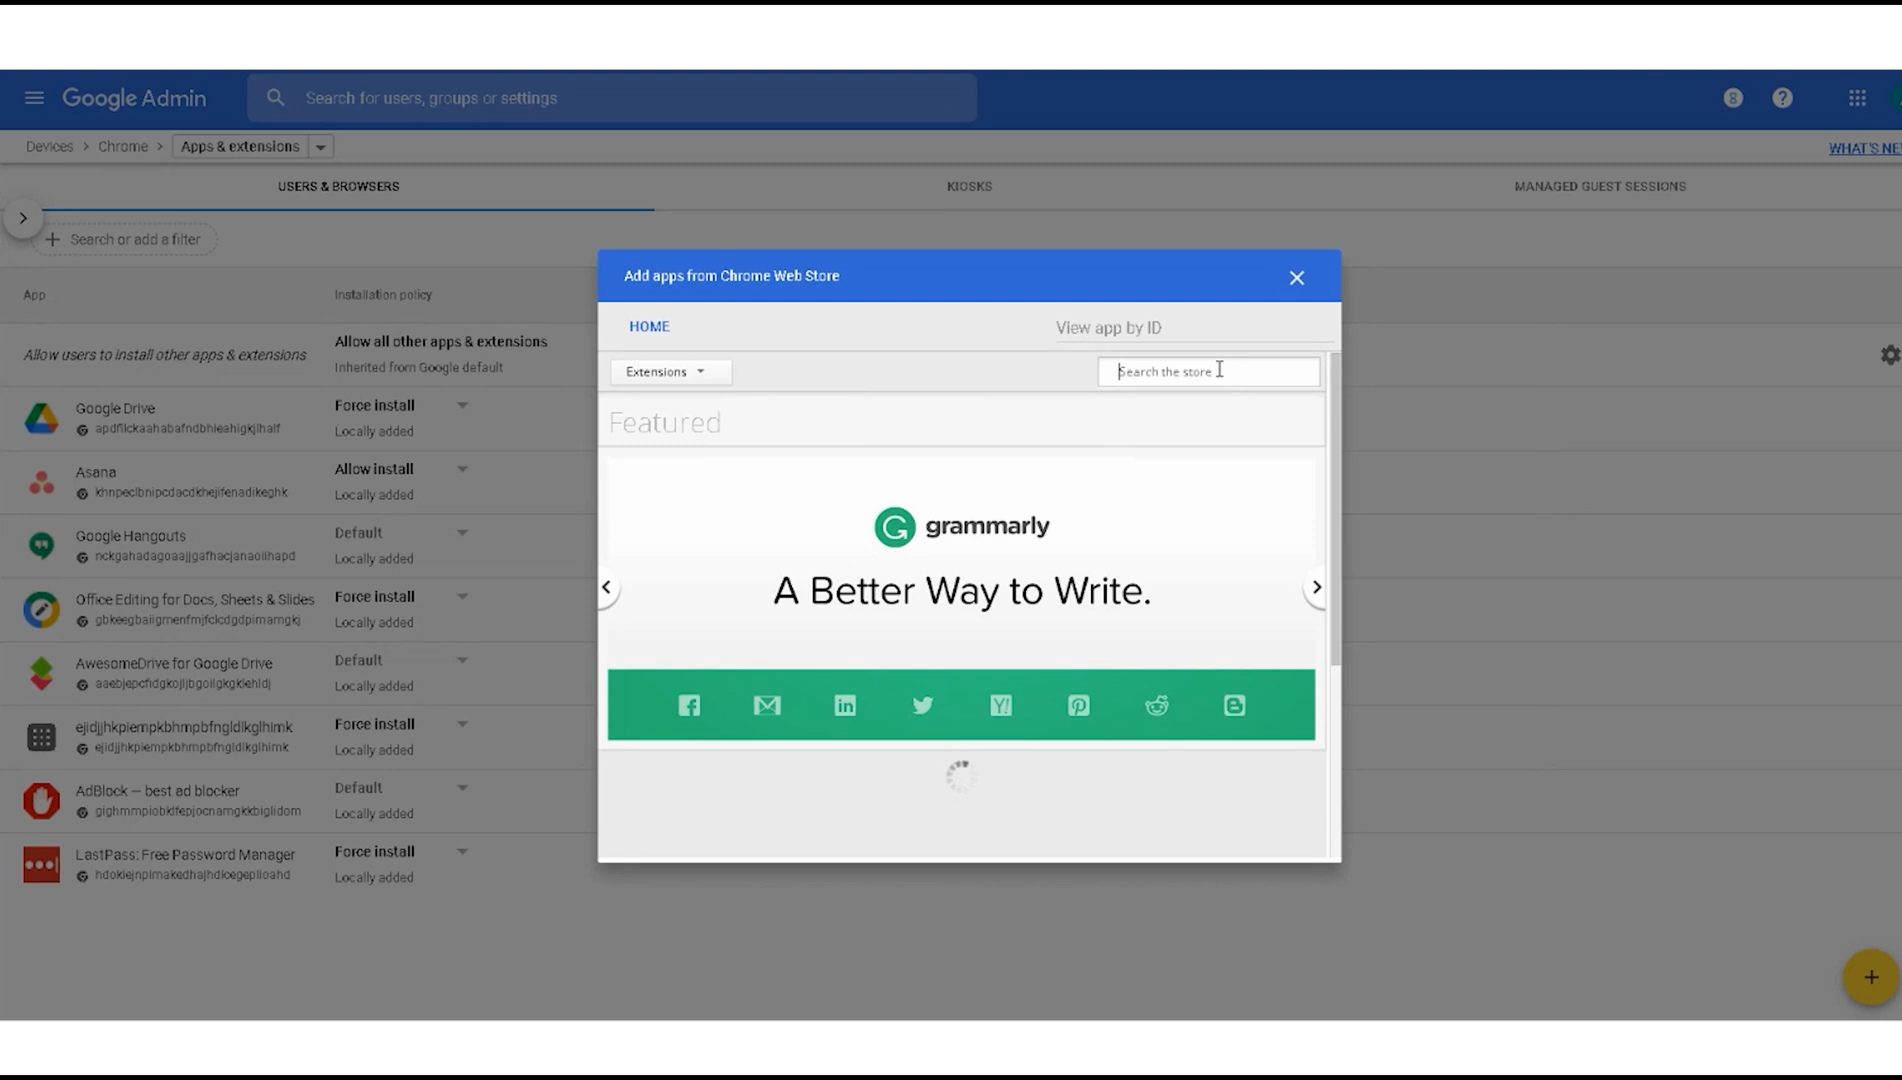 Google Admin
Search for users, groups or settings
Devices > Chrome > Apps & extensions
WHAT'S NE
USERS & BROWSERS
KIOSKS
MANAGED GUEST SESSIONS
Search or add a filter
App
Installation policy
Allow users to install other apps & extensions
Allow all other apps & extensions
Inherited from Google default
Google Drive
Force install
Locally added
Asana
Allow install
Locally added
Google Hangouts
Default
Locally added
Office Editing for Docs, Sheets & Slides
Force install
Locally added
AwesomeDrive for Google Drive
Default
Locally added
Force install
Locally added
AdBlock — best ad blocker
Default
Locally added
LastPass: Free Password Manager
Force install
Locally added
Add apps from Chrome Web Store
HOME
View app by ID
Extensions
Search the store
Featured
grammarly
A Better Way to Write.